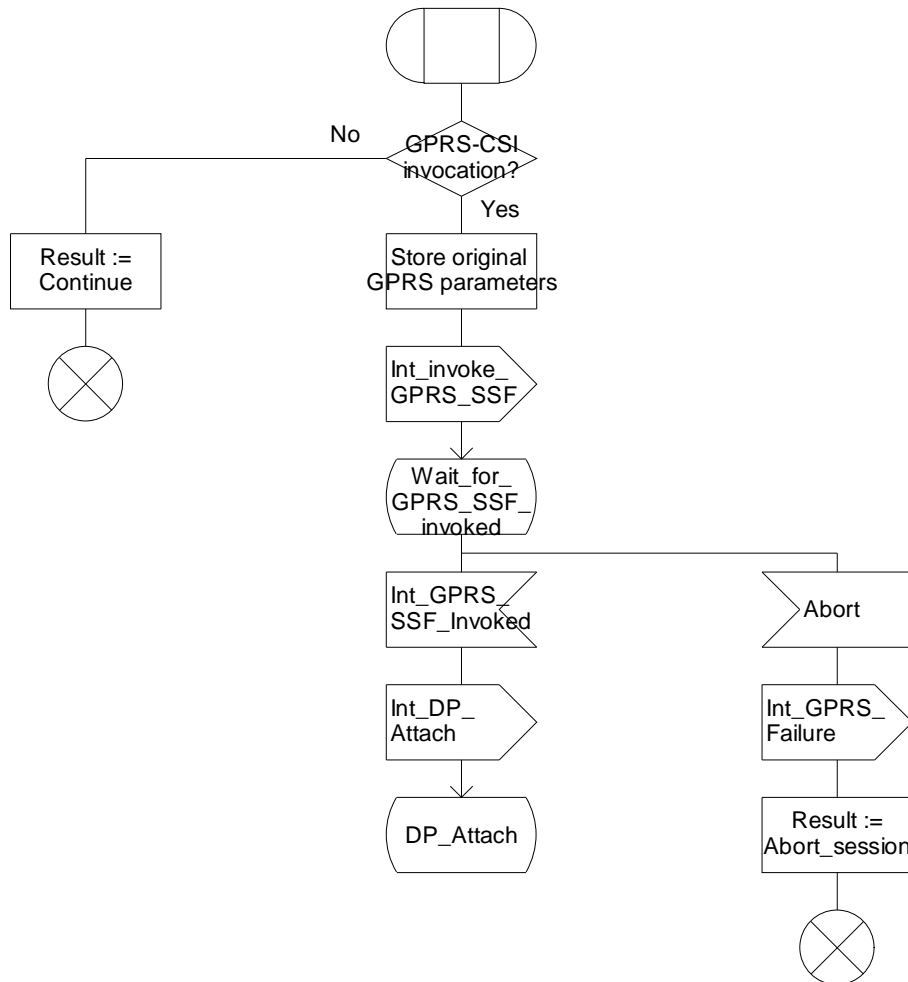 No
GPRS-CSI
invocation?
Yes
Result :=
Continue
Store original
GPRS parameters
Int_invoke_
GPRS_SSF
Wait_for_
GPRS_SSF_
invoked
Int_GPRS_
SSF_Invoked
Abort
Int_DP_
Attach
Int_GPRS_
Failure
DP_Attach
Result :=
Abort_session